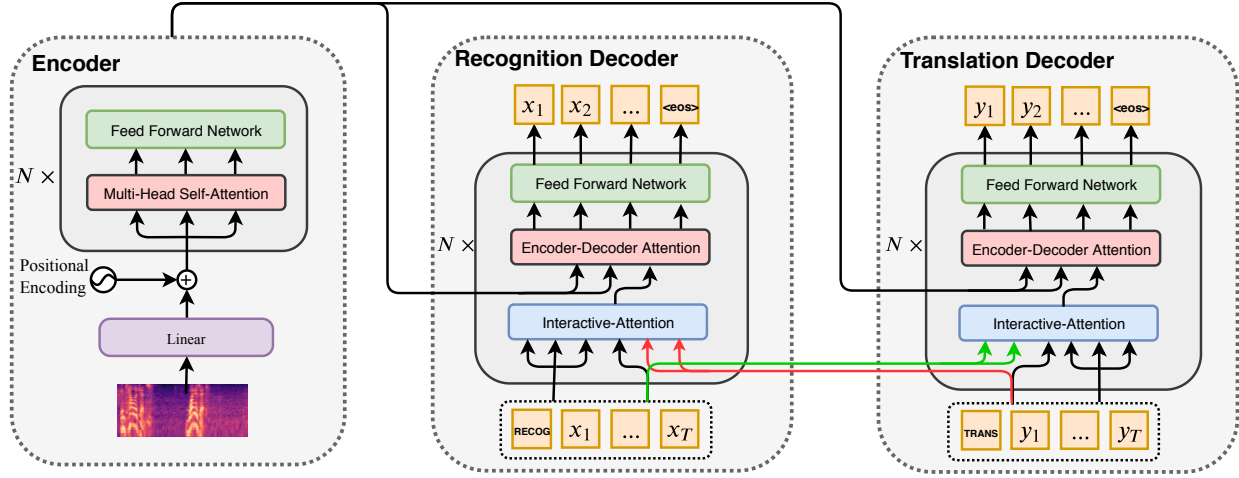 Encoder
Feed Forward Network
N ×
Multi-Head Self-Attention
Positional
Encoding
Linear
Recognition Decoder
x₁ x₂ ... <eos>
Feed Forward Network
N ×
Encoder-Decoder Attention
Interactive-Attention
RECOG x₁ ... x_T
Translation Decoder
y₁ y₂ ... <eos>
Feed Forward Network
N ×
Encoder-Decoder Attention
Interactive-Attention
TRANS y₁ ... y_T